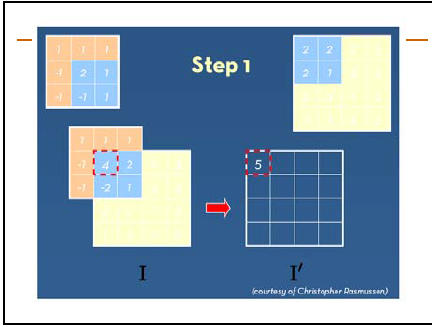 1 1 1
-1 2 1
-1 -1 1
Step 1
2 2
2 1
1 1 1
-1 4 2
-1 -2 1
5
I
I′
(courtesy of Christopher Rasmussen)